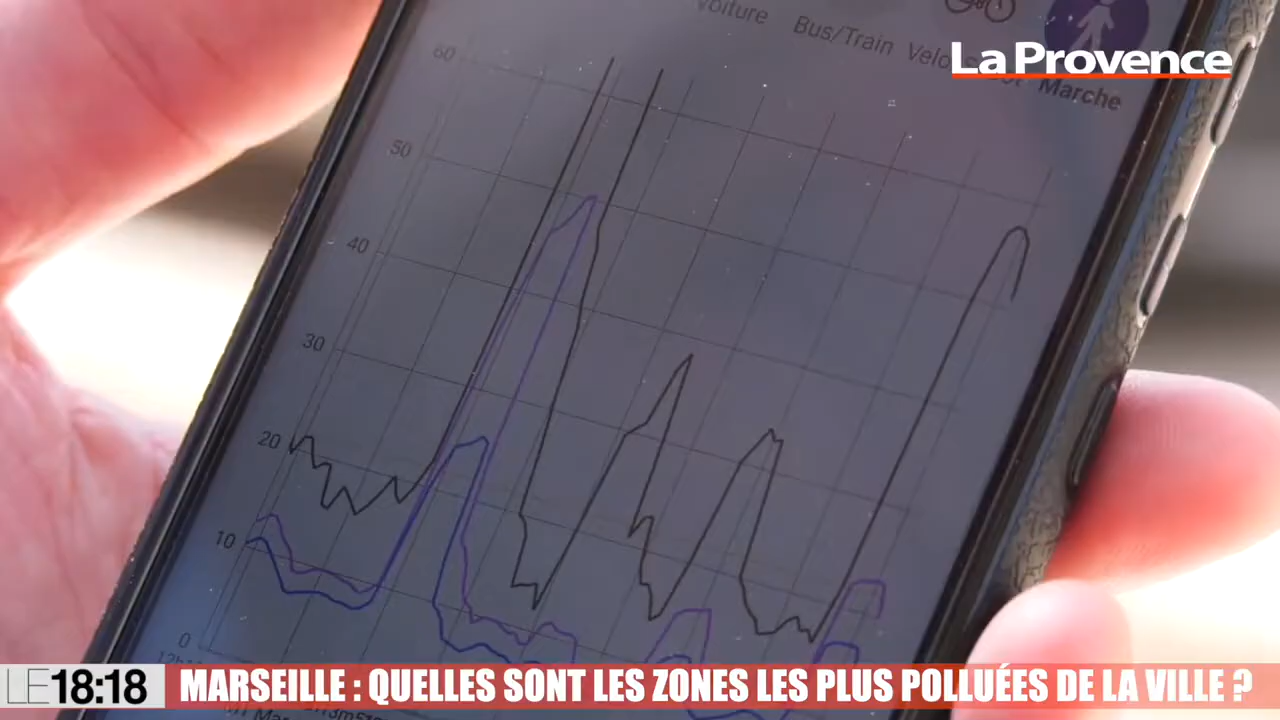 Voiture Bus/Train Velo Marche
La Provence
60
50
40
30
20
10
0
LE 18:18 MARSEILLE : QUELLES SONT LES ZONES LES PLUS POLLUÉES DE LA VILLE ?